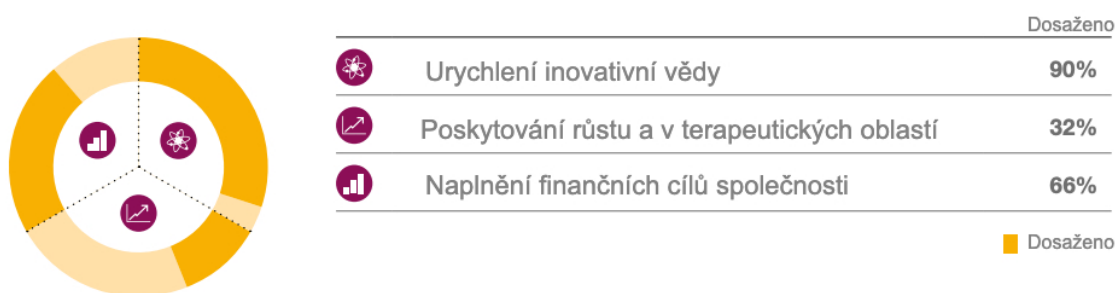 Dosaženo
Urychlení inovativní vědy 90%
Poskytování růstu a v terapeutických oblastí 32%
Naplnění finančních cílů společnosti 66%
Dosaženo